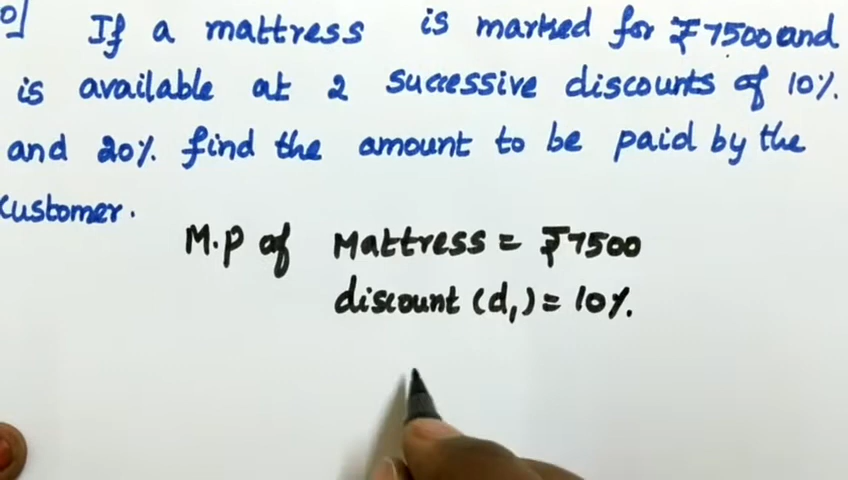 If a mattress is marked for ₹7500 and
is available at 2 successive discounts of 10%.
and 20%. find the amount to be paid by the
customer.
M.P of Mattress = ₹7500
discount (d₁) = 10%.